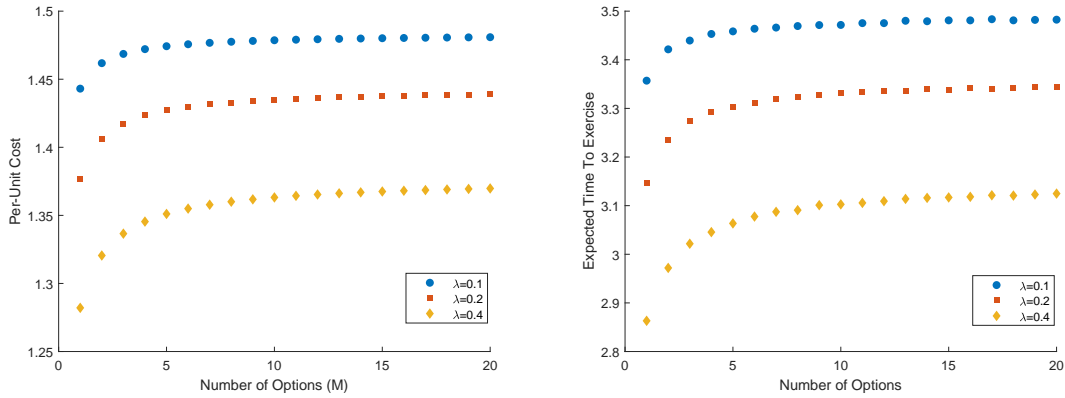 1.5
1.45
1.4
1.35
1.3
1.25
Per-Unit Cost
0
5
10
15
20
Number of Options (M)
λ=0.1
λ=0.2
λ=0.4
3.5
3.4
3.3
3.2
3.1
3
2.9
2.8
Expected Time To Exercise
0
5
10
15
20
Number of Options
λ=0.1
λ=0.2
λ=0.4